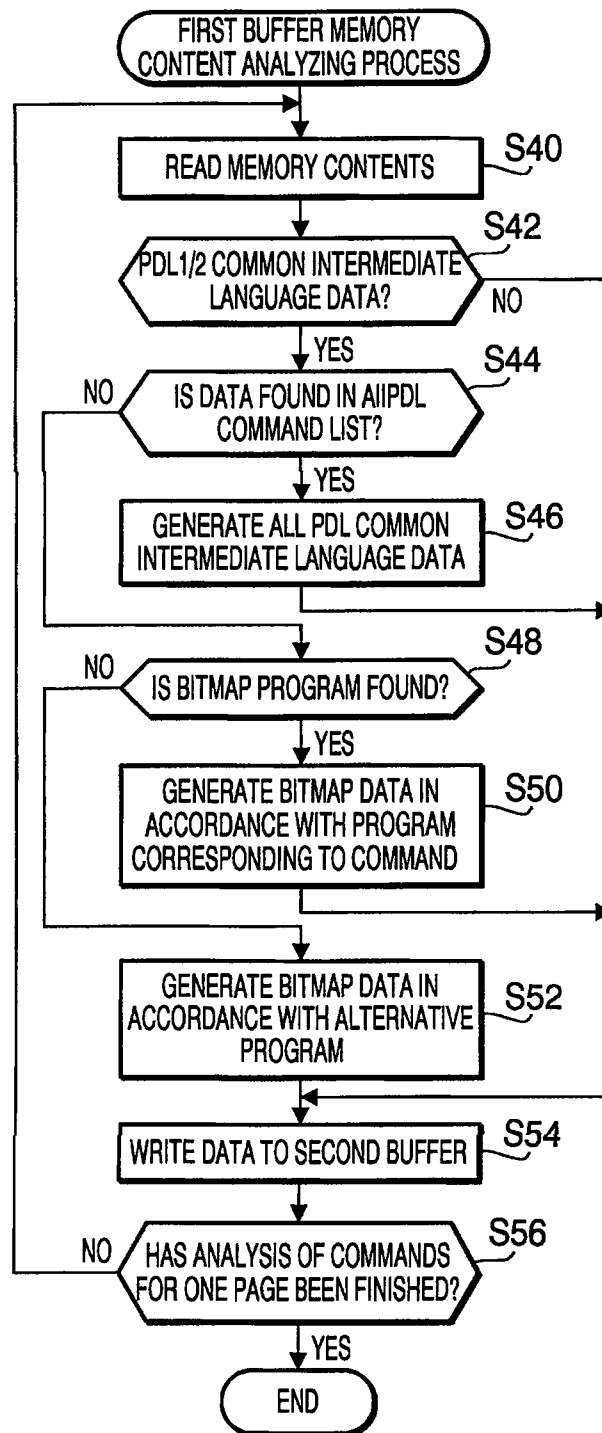 FIRST BUFFER MEMORY
CONTENT ANALYZING PROCESS
S40
READ MEMORY CONTENTS
S42
PDL1/2 COMMON INTERMEDIATE
LANGUAGE DATA?
NO
YES
S44
NO
IS DATA FOUND IN AllPDL
COMMAND LIST?
YES
S46
GENERATE ALL PDL COMMON
INTERMEDIATE LANGUAGE DATA
S48
NO
IS BITMAP PROGRAM FOUND?
YES
S50
GENERATE BITMAP DATA IN
ACCORDANCE WITH PROGRAM
CORRESPONDING TO COMMAND
S52
GENERATE BITMAP DATA IN
ACCORDANCE WITH ALTERNATIVE
PROGRAM
S54
WRITE DATA TO SECOND BUFFER
S56
NO
HAS ANALYSIS OF COMMANDS
FOR ONE PAGE BEEN FINISHED?
YES
END